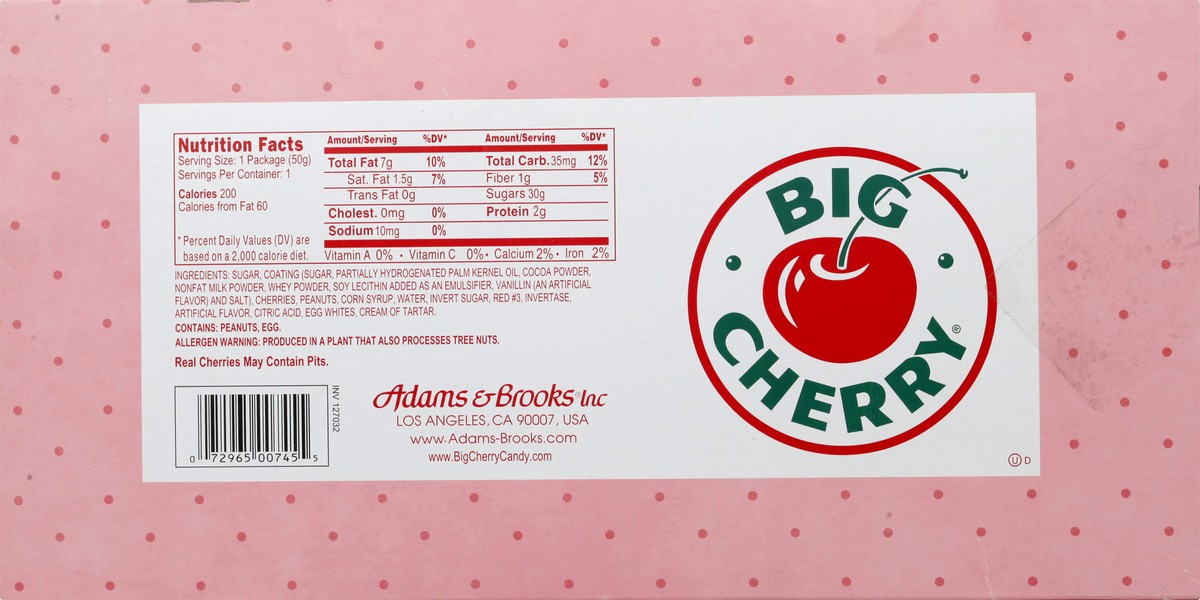 Nutrition Facts
Serving Size: 1 Package (50g)
Servings Per Container: 1
Calories 200
Calories from Fat 60
* Percent Daily Values (DV) are
based on a 2,000 calorie diet.
Amount/Serving %DV* Amount/Serving %DV*
Total Fat 7g 10% Total Carb. 35mg 12%
Sat. Fat 1.5g 7% Fiber 1g 5%
Trans Fat 0g Sugars 30g
Cholest. 0mg 0% Protein 2g
Sodium 10mg 0%
Vitamin A 0% • Vitamin C 0% • Calcium 2% • Iron 2%
INGREDIENTS: SUGAR, COATING (SUGAR, PARTIALLY HYDROGENATED PALM KERNEL OIL, COCOA POWDER,
NONFAT MILK POWDER, WHEY POWDER, SOY LECITHIN ADDED AS AN EMULSIFIER, VANILLIN (AN ARTIFICIAL
FLAVOR) AND SALT), CHERRIES, PEANUTS, CORN SYRUP, WATER, INVERT SUGAR, RED #3, INVERTASE,
ARTIFICIAL FLAVOR, CITRIC ACID, EGG WHITES, CREAM OF TARTAR.
CONTAINS: PEANUTS, EGG.
ALLERGEN WARNING: PRODUCED IN A PLANT THAT ALSO PROCESSES TREE NUTS.
Real Cherries May Contain Pits.
0 72965 00745 5
INV 127032
Adams & Brooks® Inc
LOS ANGELES, CA 90007, USA
www.Adams-Brooks.com
www.BigCherryCandy.com
BIG
CHERRY®
Ⓤ D